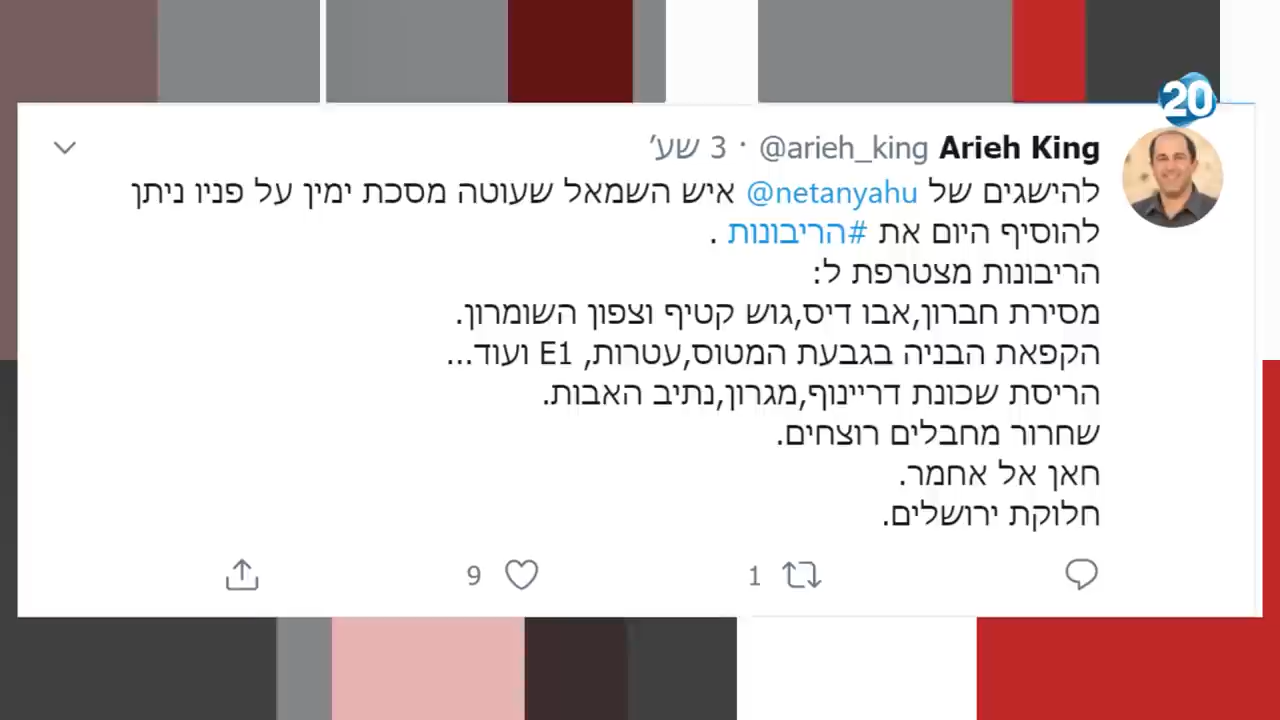 20
Arieh King @arieh_king · 3 שע׳
להישגים של @netanyahu איש השמאל שעוטה מסכת ימין על פניו ניתן
להוסיף היום את #הריבונות .
הריבונות מצטרפת ל:
מסירת חברון,אבו דיס,גוש קטיף וצפון השומרון.
הקפאת הבניה בגבעת המטוס,עטרות, E1 ועוד...
הריסת שכונת דריינוף,מגרון,נתיב האבות.
שחרור מחבלים רוצחים.
חאן אל אחמר.
חלוקת ירושלים.
1 9